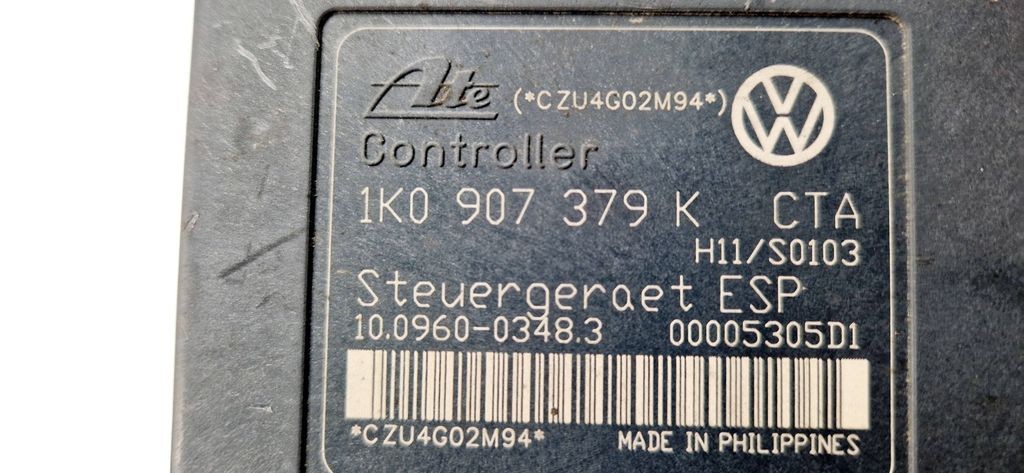 Ate (*CZU4G02M94*)
Controller
1K0 907 379 K CTA
H11/S0103
Steuergeraet ESP
10.0960-0348.3 00005305D1
*CZU4G02M94* MADE IN PHILIPPINES